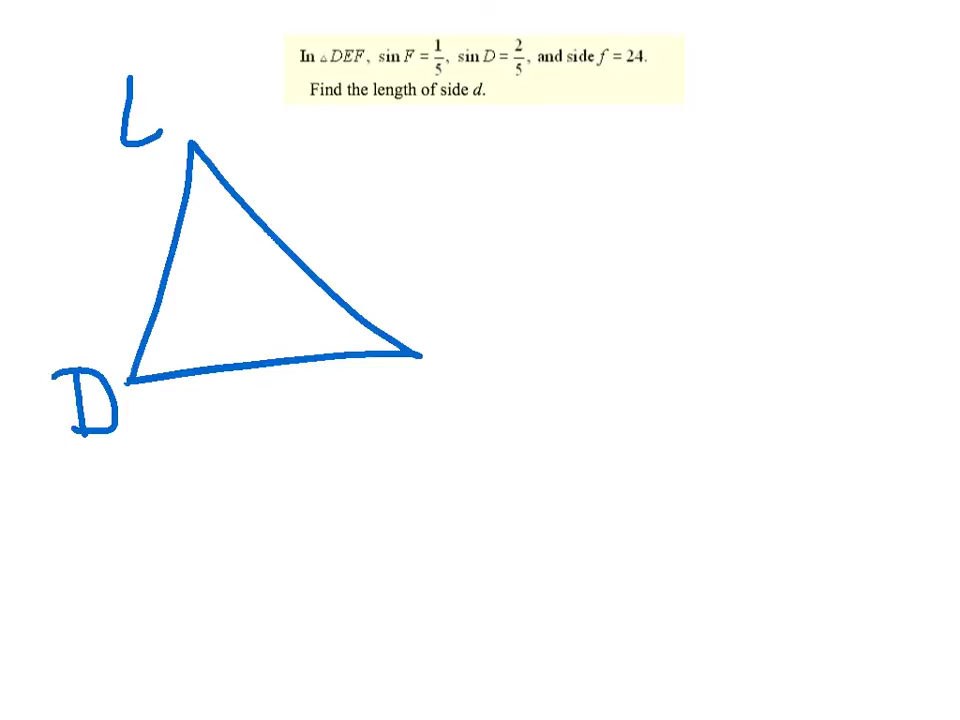 In △DEF, sin F = 1/5, sin D = 2/5, and side f = 24.
Find the length of side d.
L
D